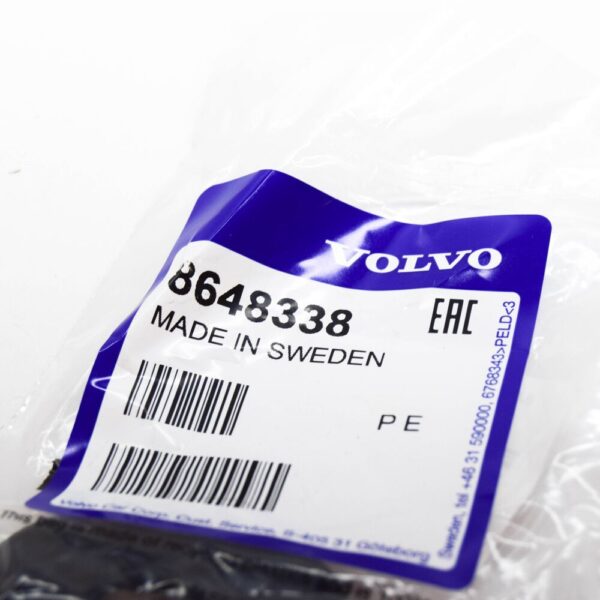 VOLVO
8648338
EAC
MADE IN SWEDEN
P E
Volvo Car Corp. Cust. Service, S-405 31 Göteborg
Sweden, tel +46 31 590000, 6768343>PELD<3
This